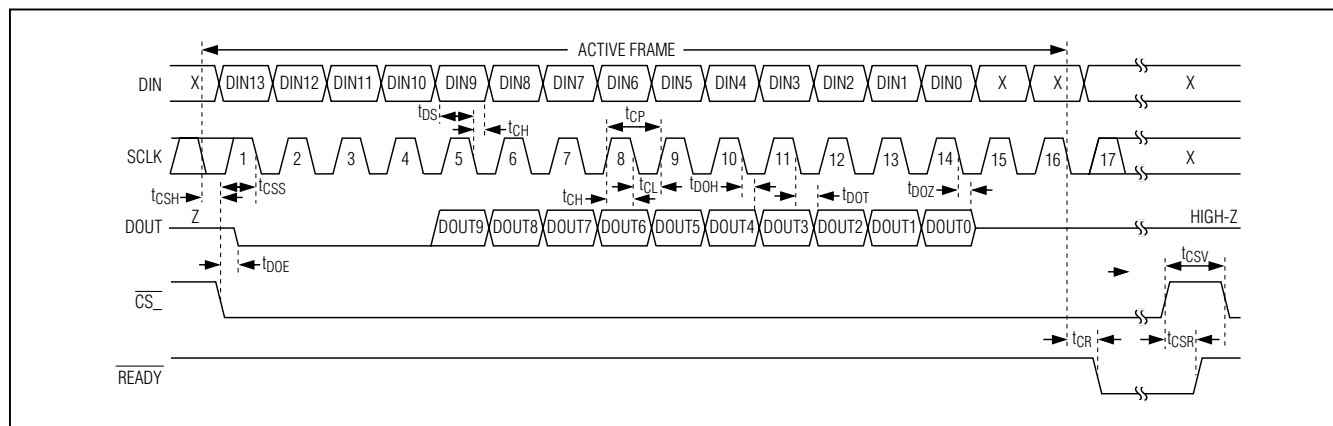 ACTIVE FRAME
DIN X DIN13 DIN12 DIN11 DIN10 DIN9 DIN8 DIN7 DIN6 DIN5 DIN4 DIN3 DIN2 DIN1 DIN0 X X X
tDS tCH tCP
SCLK 1 2 3 4 5 6 7 8 9 10 11 12 13 14 15 16 17 X
tCSH tCSS tCH tCL tDOH tDOT tDOZ
DOUT Z DOUT9 DOUT8 DOUT7 DOUT6 DOUT5 DOUT4 DOUT3 DOUT2 DOUT1 DOUT0 HIGH-Z
tDOE tCSV
CS_
tCR tCSR
READY